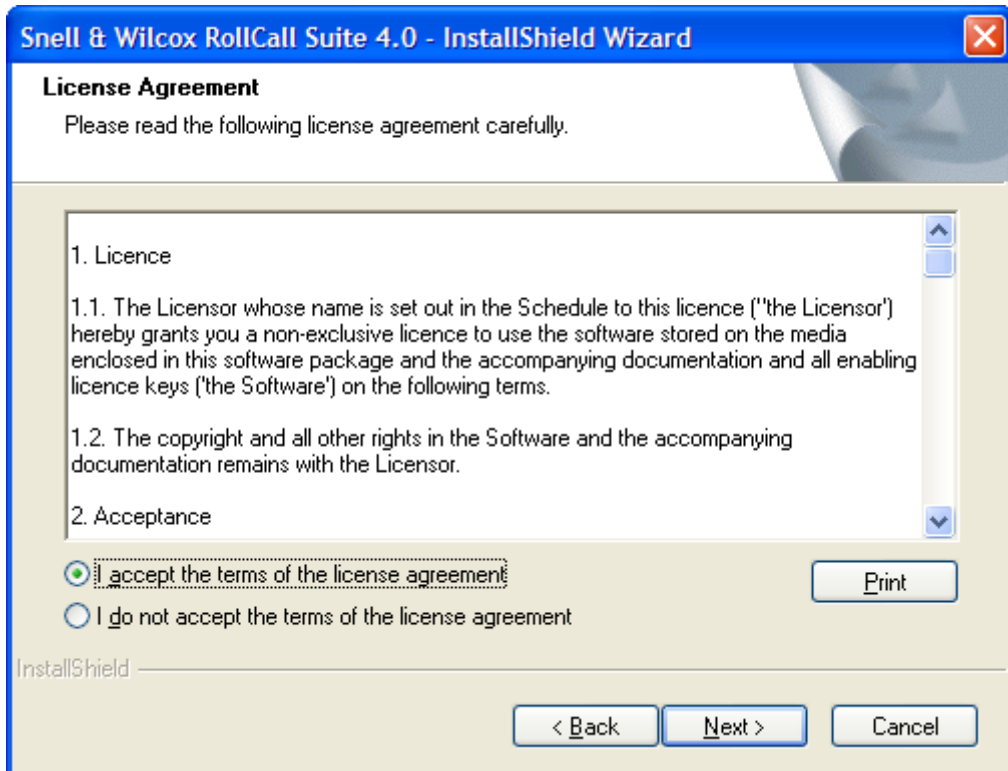 Snell & Wilcox RollCall Suite 4.0 - InstallShield Wizard
License Agreement
Please read the following license agreement carefully.
1. Licence
1.1. The Licensor whose name is set out in the Schedule to this licence (''the Licensor')
hereby grants you a non-exclusive licence to use the software stored on the media
enclosed in this software package and the accompanying documentation and all enabling
licence keys ('the Software') on the following terms.
1.2. The copyright and all other rights in the Software and the accompanying
documentation remains with the Licensor.
2. Acceptance
I accept the terms of the license agreement
Print
I do not accept the terms of the license agreement
InstallShield
< Back
Next >
Cancel